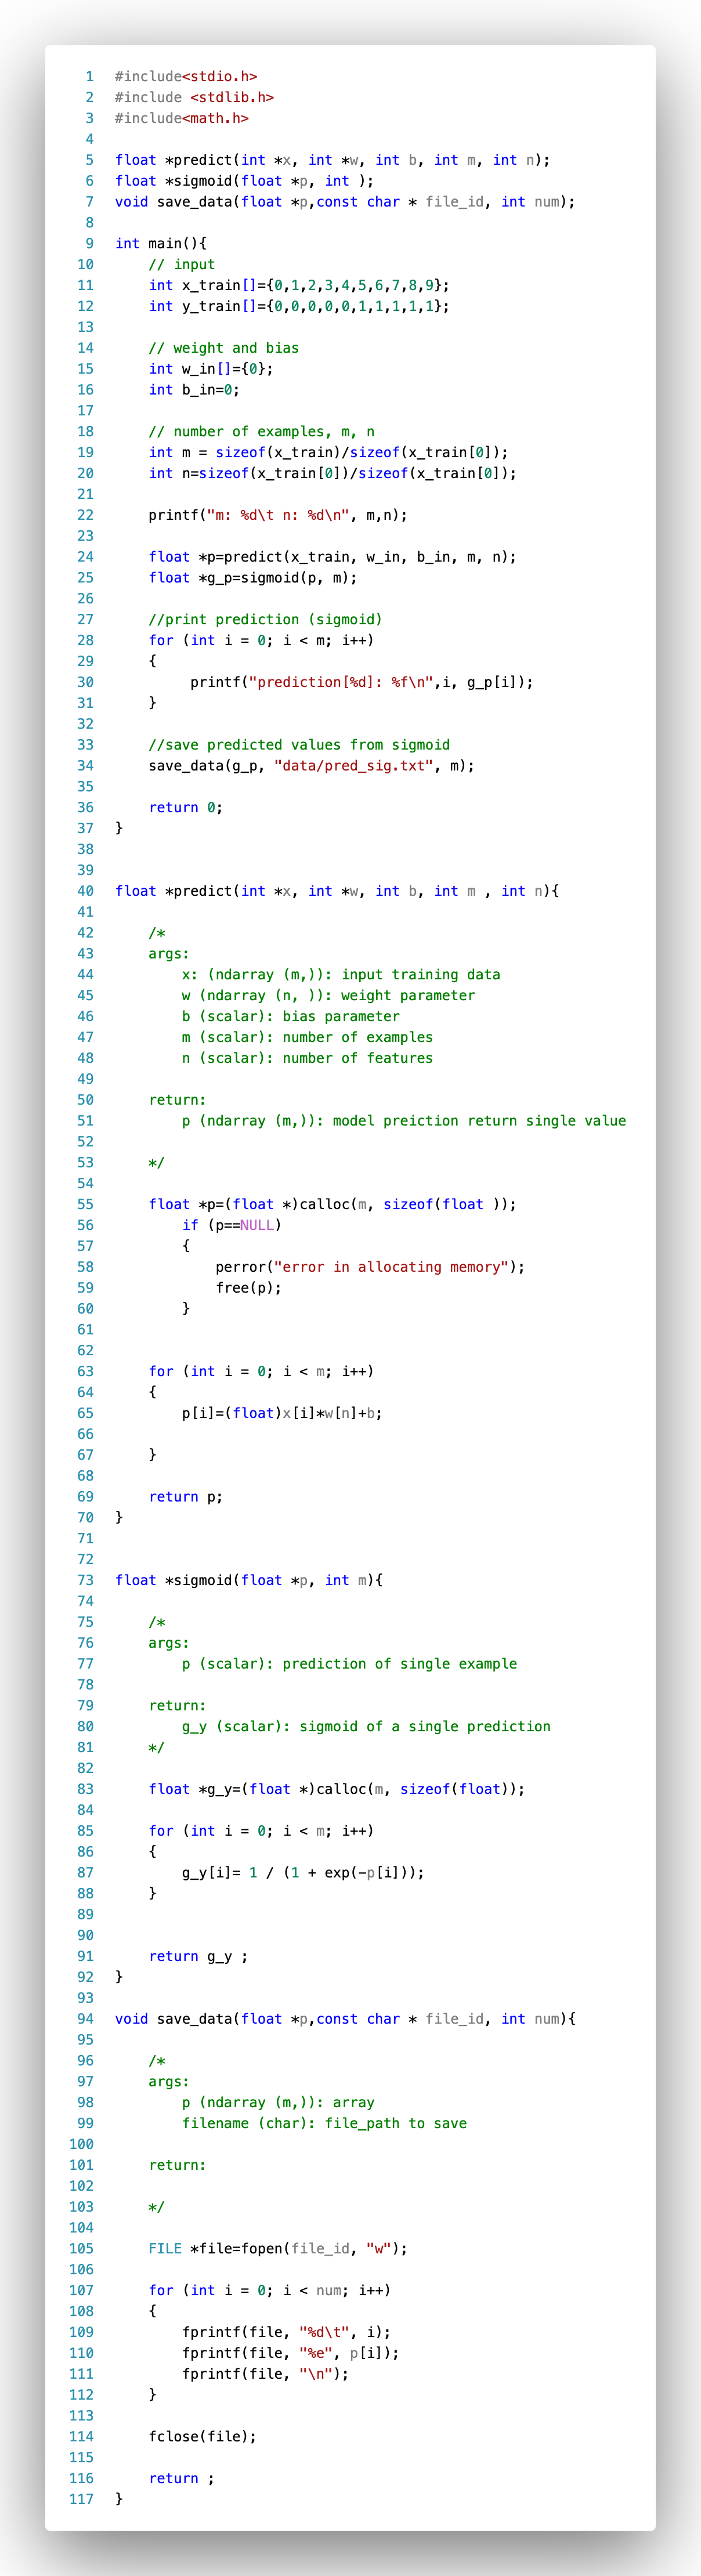 1 #include<stdio.h>
2 #include <stdlib.h>
3 #include<math.h>
4
5 float *predict(int *x, int *w, int b, int m, int n);
6 float *sigmoid(float *p, int );
7 void save_data(float *p,const char * file_id, int num);
8
9 int main(){
10     // input
11     int x_train[]={0,1,2,3,4,5,6,7,8,9};
12     int y_train[]={0,0,0,0,0,1,1,1,1,1};
13
14     // weight and bias
15     int w_in[]={0};
16     int b_in=0;
17
18     // number of examples, m, n
19     int m = sizeof(x_train)/sizeof(x_train[0]);
20     int n=sizeof(x_train[0])/sizeof(x_train[0]);
21
22     printf("m: %d\t n: %d\n", m,n);
23
24     float *p=predict(x_train, w_in, b_in, m, n);
25     float *g_p=sigmoid(p, m);
26
27     //print prediction (sigmoid)
28     for (int i = 0; i < m; i++)
29     {
30          printf("prediction[%d]: %f\n",i, g_p[i]);
31     }
32
33     //save predicted values from sigmoid
34     save_data(g_p, "data/pred_sig.txt", m);
35
36     return 0;
37 }
38
39
40 float *predict(int *x, int *w, int b, int m , int n){
41
42     /*
43     args:
44         x: (ndarray (m,)): input training data
45         w (ndarray (n, )): weight parameter
46         b (scalar): bias parameter
47         m (scalar): number of examples
48         n (scalar): number of features
49
50     return:
51         p (ndarray (m,)): model preiction return single value
52
53     */
54
55     float *p=(float *)calloc(m, sizeof(float ));
56         if (p==NULL)
57         {
58             perror("error in allocating memory");
59             free(p);
60         }
61
62
63     for (int i = 0; i < m; i++)
64     {
65         p[i]=(float)x[i]*w[n]+b;
66
67     }
68
69     return p;
70 }
71
72
73 float *sigmoid(float *p, int m){
74
75     /*
76     args:
77         p (scalar): prediction of single example
78
79     return:
80         g_y (scalar): sigmoid of a single prediction
81     */
82
83     float *g_y=(float *)calloc(m, sizeof(float));
84
85     for (int i = 0; i < m; i++)
86     {
87         g_y[i]= 1 / (1 + exp(-p[i]));
88     }
89
90
91     return g_y ;
92 }
93
94 void save_data(float *p,const char * file_id, int num){
95
96     /*
97     args:
98         p (ndarray (m,)): array
99         filename (char): file_path to save
100
101     return:
102
103     */
104
105     FILE *file=fopen(file_id, "w");
106
107     for (int i = 0; i < num; i++)
108     {
109         fprintf(file, "%d\t", i);
110         fprintf(file, "%e", p[i]);
111         fprintf(file, "\n");
112     }
113
114     fclose(file);
115
116     return ;
117 }